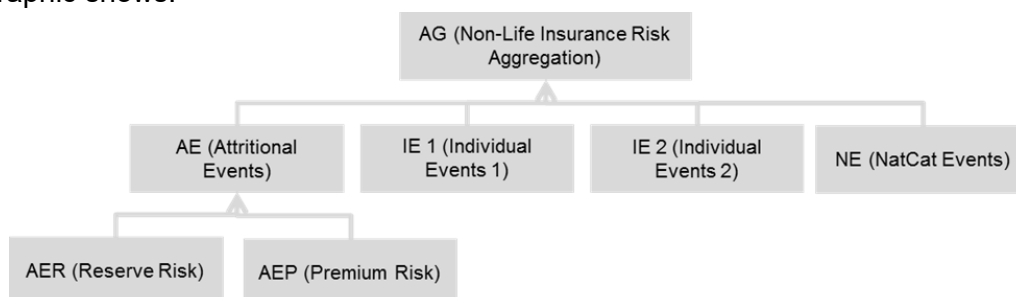 raphic shows.
AG (Non-Life Insurance Risk
Aggregation)
AE (Attritional
Events)
IE 1 (Individual
Events 1)
IE 2 (Individual
Events 2)
NE (NatCat Events)
AER (Reserve Risk)
AEP (Premium Risk)